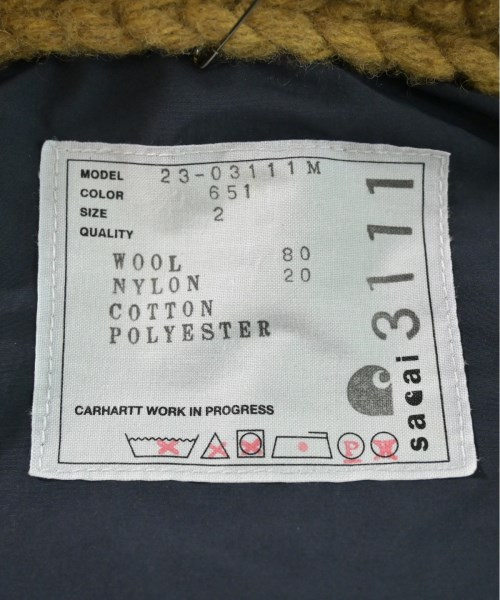 MODEL 23-03111M
COLOR 651
SIZE 2
QUALITY
WOOL 80
NYLON 20
COTTON
POLYESTER
CARHARTT WORK IN PROGRESS
P W
sacai 3111